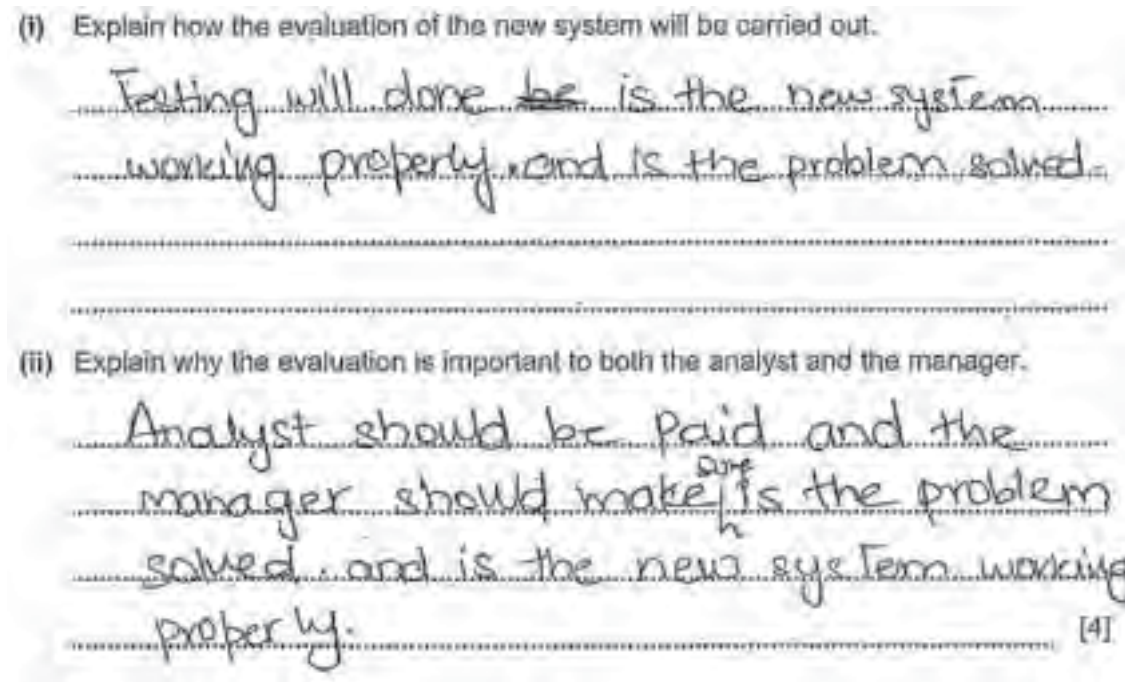 (i) Explain how the evaluation of the new system will be carried out.
Testing will done be is the new system
working properly. and is the problem solved.
(ii) Explain why the evaluation is important to both the analyst and the manager.
Analyst should be paid and the
manager should make sure is the problem
solved. and is the new system working
properly. [4]